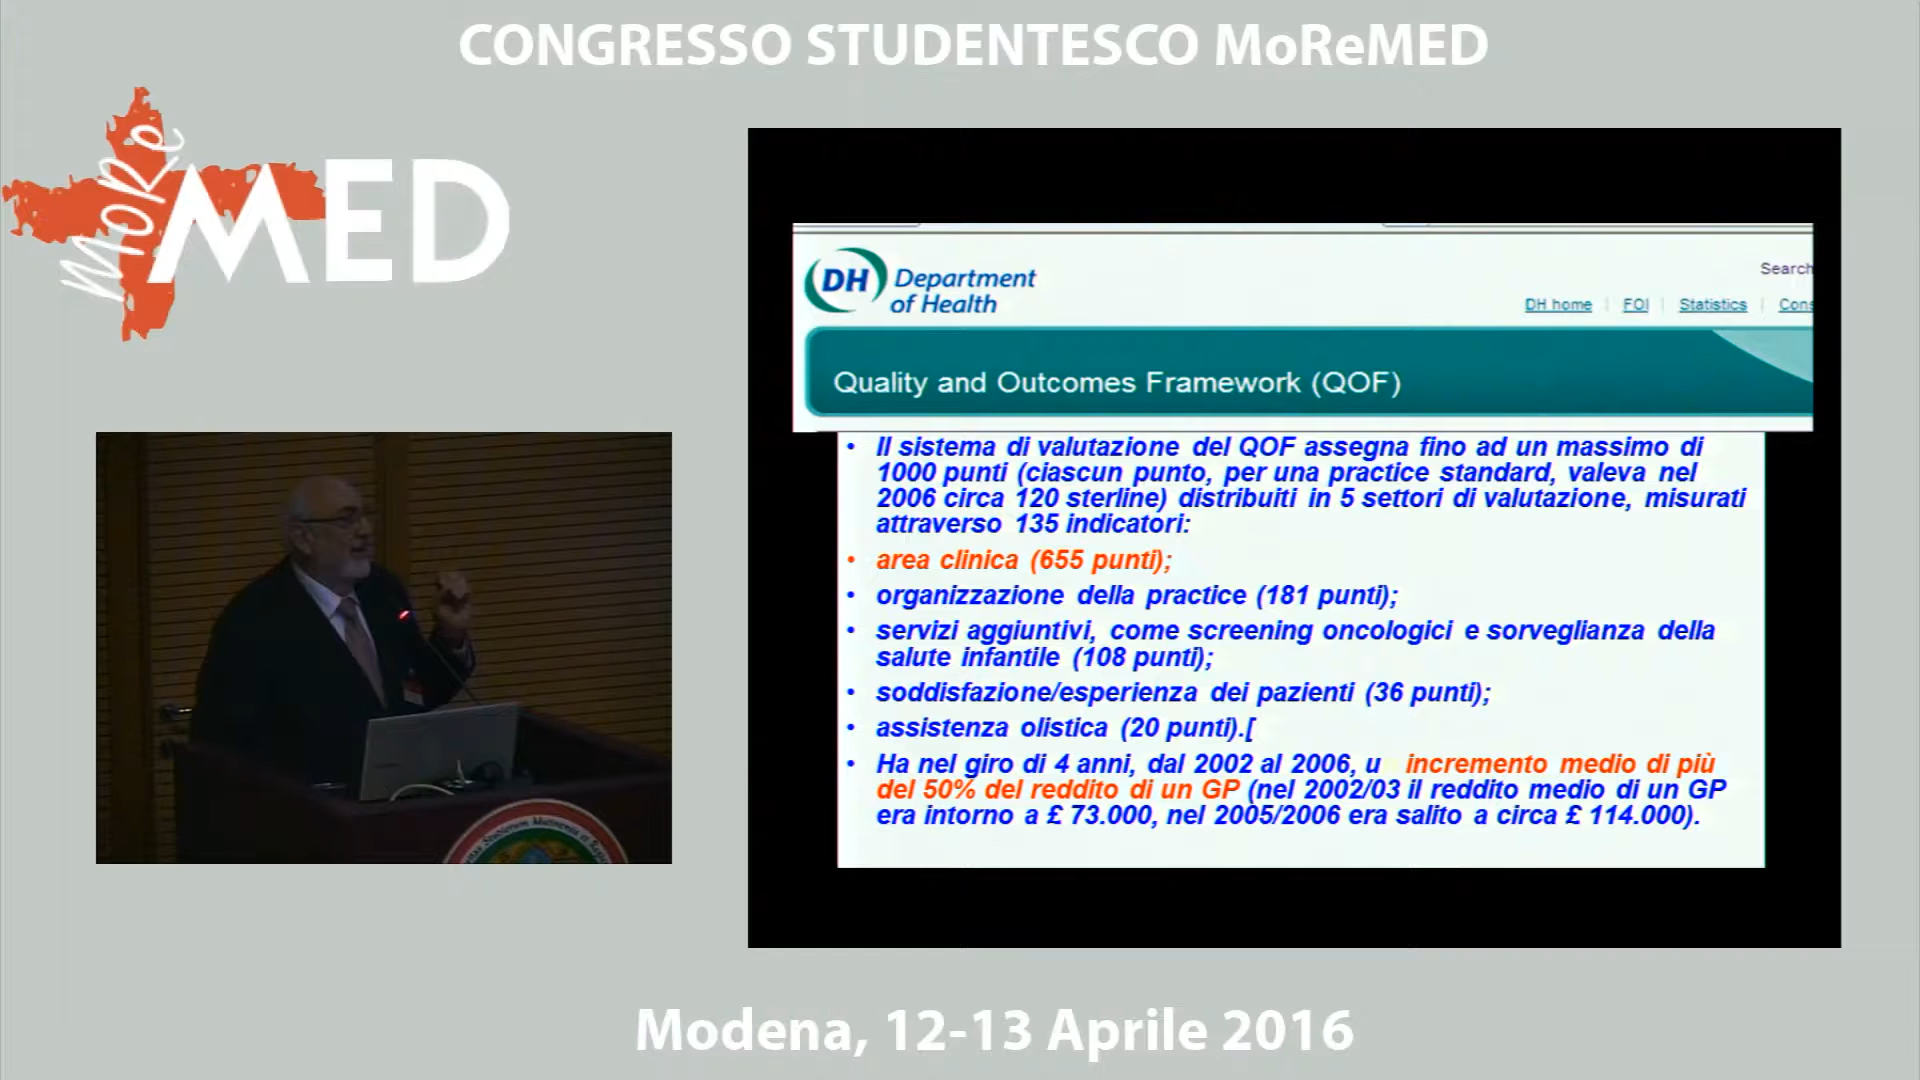 CONGRESSO STUDENTESCO MoReMED
MoRe
MED
DH Department
of Health
Search
DH home
FOI
Statistics
Quality and Outcomes Framework (QOF)
• Il sistema di valutazione del QOF assegna fino ad un massimo di
1000 punti (ciascun punto, per una practice standard, valeva nel
2006 circa 120 sterline) distribuiti in 5 settori di valutazione, misurati
attraverso 135 indicatori:
• area clinica (655 punti);
• organizzazione della practice (181 punti);
• servizi aggiuntivi, come screening oncologici e sorveglianza della
salute infantile (108 punti);
• soddisfazione/esperienza dei pazienti (36 punti);
• assistenza olistica (20 punti).[
• Ha nel giro di 4 anni, dal 2002 al 2006, u incremento medio di più
del 50% del reddito di un GP (nel 2002/03 il reddito medio di un GP
era intorno a £ 73.000, nel 2005/2006 era salito a circa £ 114.000).
Modena, 12-13 Aprile 2016